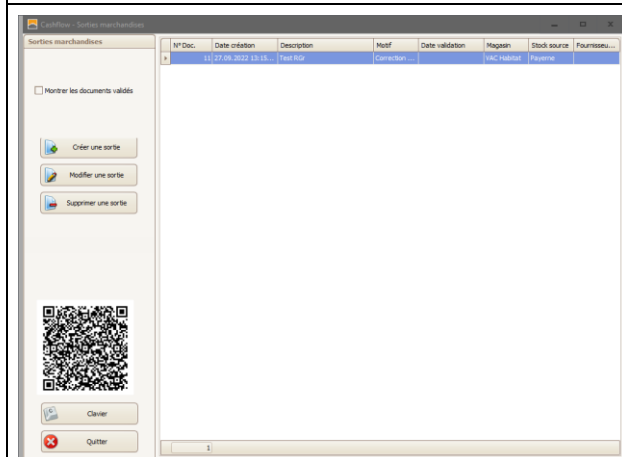 CashFlow - Sorties marchandises
Sorties marchandises
Montrer les documents validés
Créer une sortie
Modifier une sortie
Supprimer une sortie
Clavier
Quitter
N° Doc. Date création Description Motif Date validation Magasin Stock source Fournisseu...
11 27.09.2022 13:15... Test RGr Correction ... VAC Habitat Payerne
1